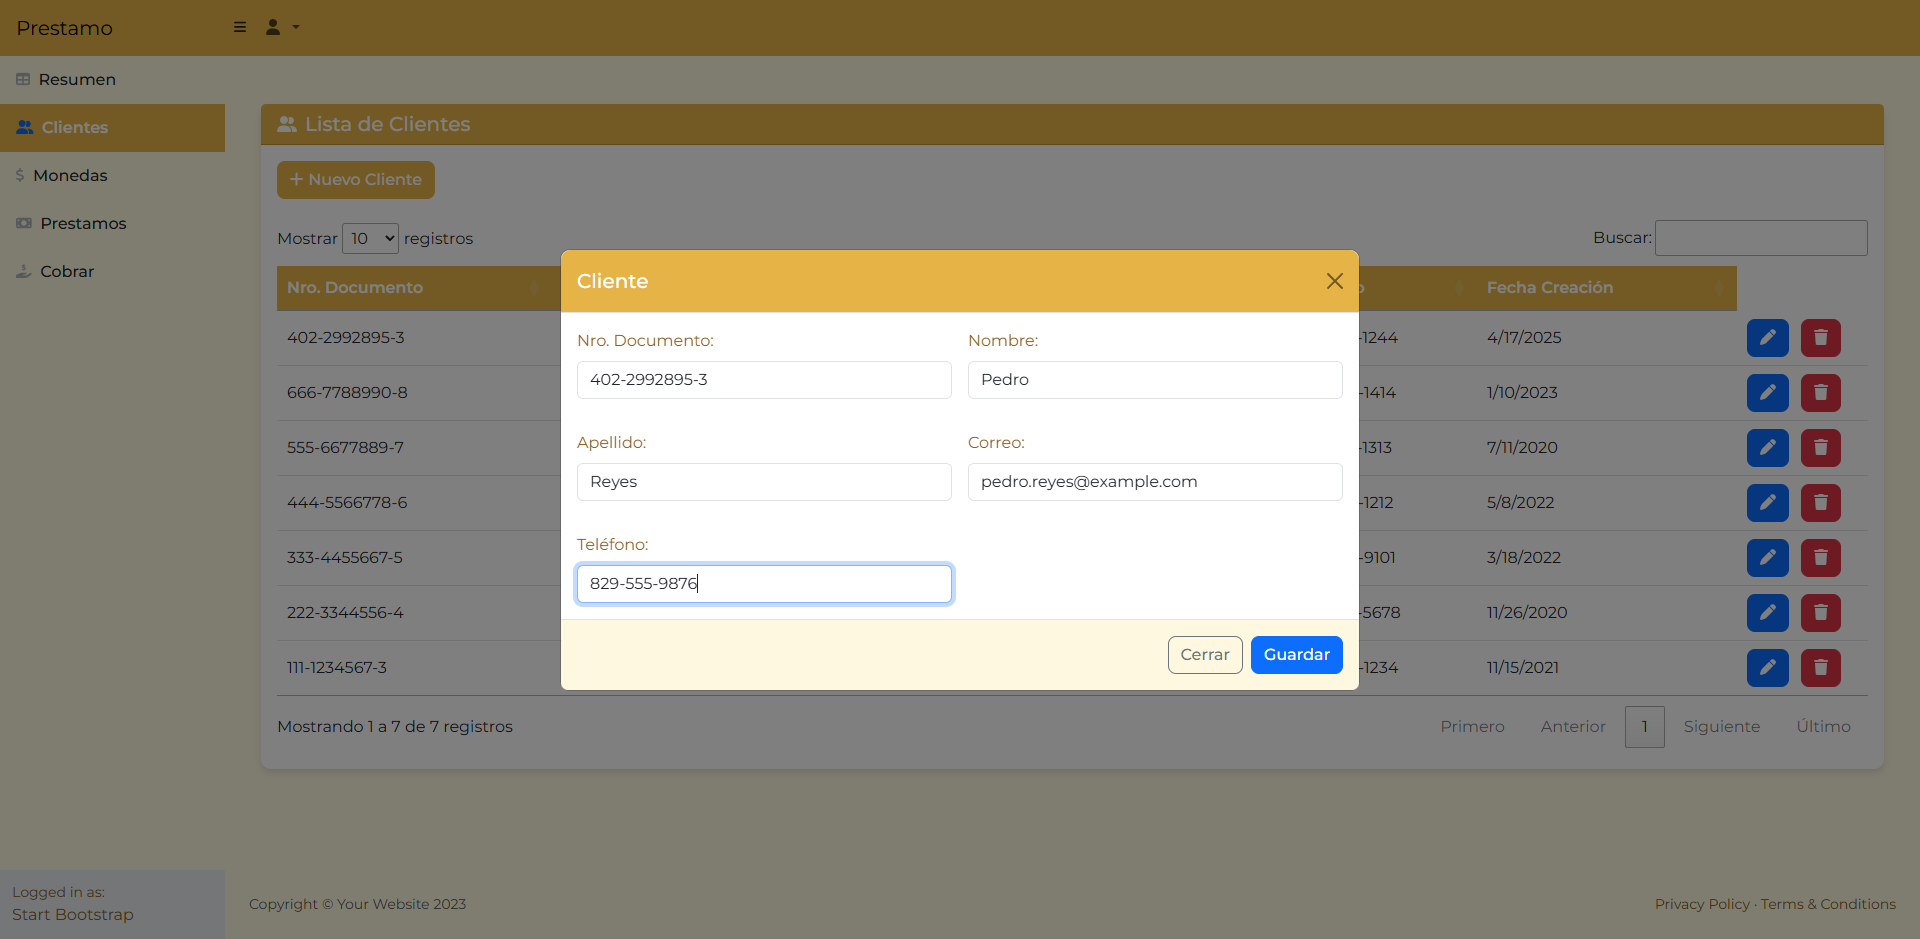 Prestamo
Resumen
Clientes
Monedas
Prestamos
Cobrar
Logged in as:
Start Bootstrap
Lista de Clientes
+ Nuevo Cliente
Mostrar 10 registros
Buscar:
Nro. Documento o Fecha Creación
402-2992895-3 -1244 4/17/2025
666-7788990-8 -1414 1/10/2023
555-6677889-7 -1313 7/11/2020
444-5566778-6 -1212 5/8/2022
333-4455667-5 -9101 3/18/2022
222-3344556-4 -5678 11/26/2020
111-1234567-3 -1234 11/15/2021
Mostrando 1 a 7 de 7 registros
Primero Anterior 1 Siguiente Último
Cliente
Nro. Documento: Nombre:
402-2992895-3 Pedro
Apellido: Correo:
Reyes pedro.reyes@example.com
Teléfono:
829-555-9876
Cerrar Guardar
Copyright © Your Website 2023
Privacy Policy · Terms & Conditions